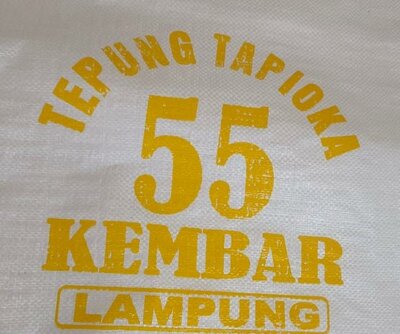 TEPUNG TAPIOKA
55
KEMBAR
LAMPUNG